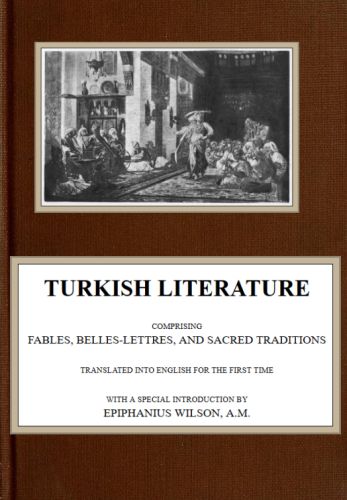 TURKISH LITERATURE
COMPRISING
FABLES, BELLES-LETTRES, AND SACRED TRADITIONS
TRANSLATED INTO ENGLISH FOR THE FIRST TIME
WITH A SPECIAL INTRODUCTION BY
EPIPHANIUS WILSON, A.M.